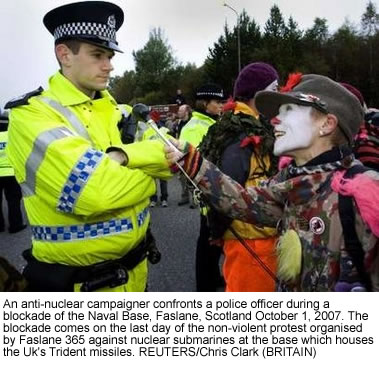 An anti-nuclear campaigner confronts a police officer during a
blockade of the Naval Base, Faslane, Scotland October 1, 2007. The
blockade comes on the last day of the non-violent protest organised
by Faslane 365 against nuclear submarines at the base which houses
the Uk's Trident missiles. REUTERS/Chris Clark (BRITAIN)